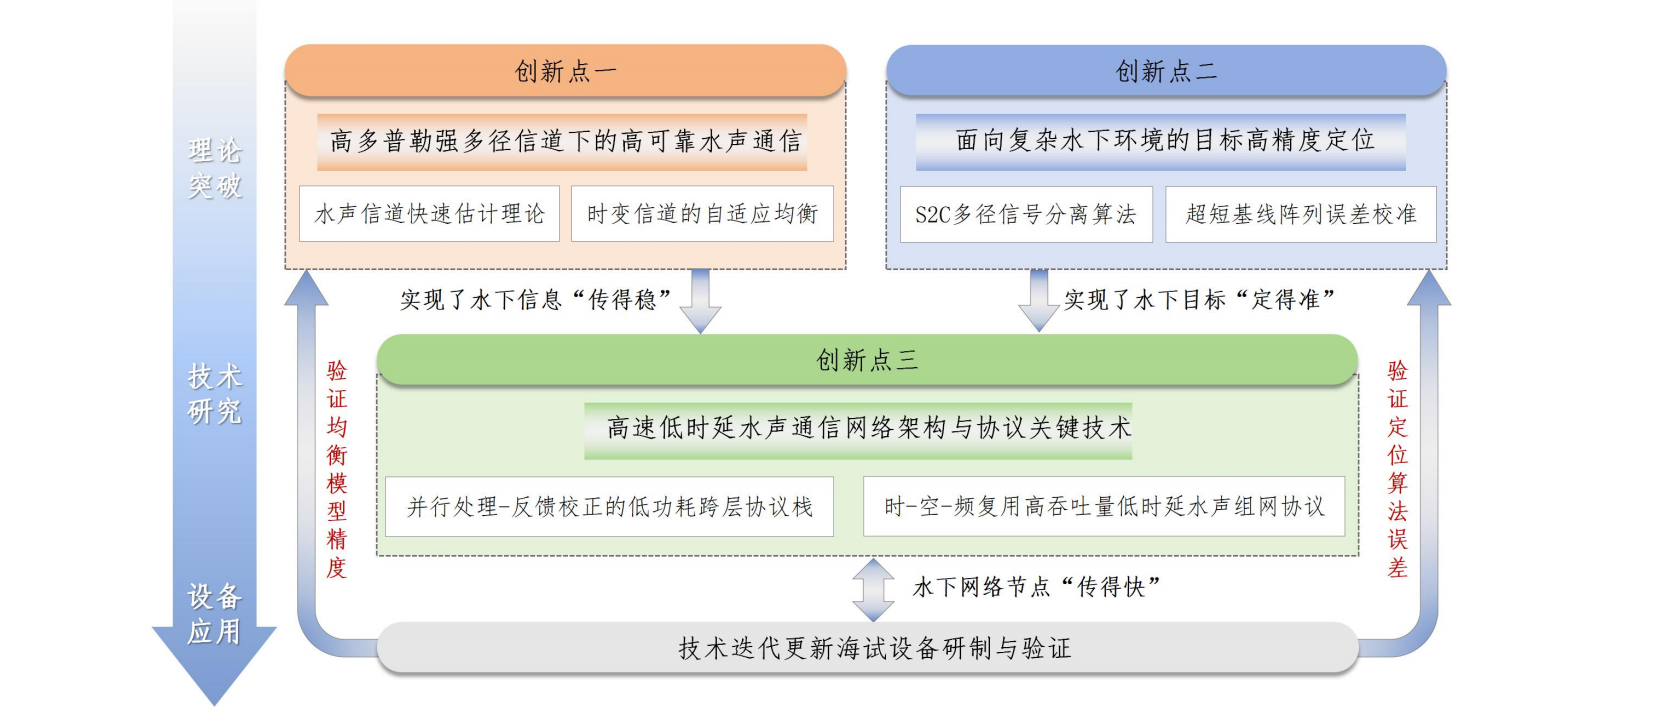 理论
突破
技术
研究
设备
应用
创新点一
高多普勒强多径信道下的高可靠水声通信
水声信道快速估计理论
时变信道的自适应均衡
创新点二
面向复杂水下环境的目标高精度定位
S2C多径信号分离算法
超短基线阵列误差校准
实现了水下信息“传得稳”
实现了水下目标“定得准”
创新点三
高速低时延水声通信网络架构与协议关键技术
并行处理-反馈校正的低功耗跨层协议栈
时-空-频复用高吞吐量低时延水声组网协议
验证均衡模型精度
验证定位算法误差
水下网络节点“传得快”
技术迭代更新海试设备研制与验证